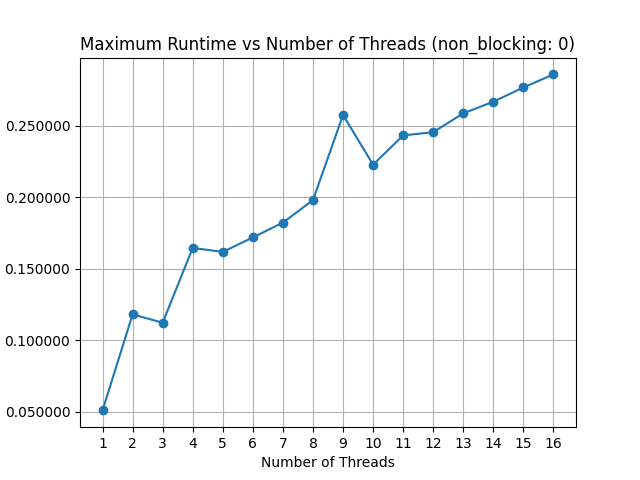 Maximum Runtime vs Number of Threads (non_blocking: 0)
0.250000
0.200000
0.150000
0.100000
0.050000
1 2 3 4 5 6 7 8 9 10 11 12 13 14 15 16
Number of Threads